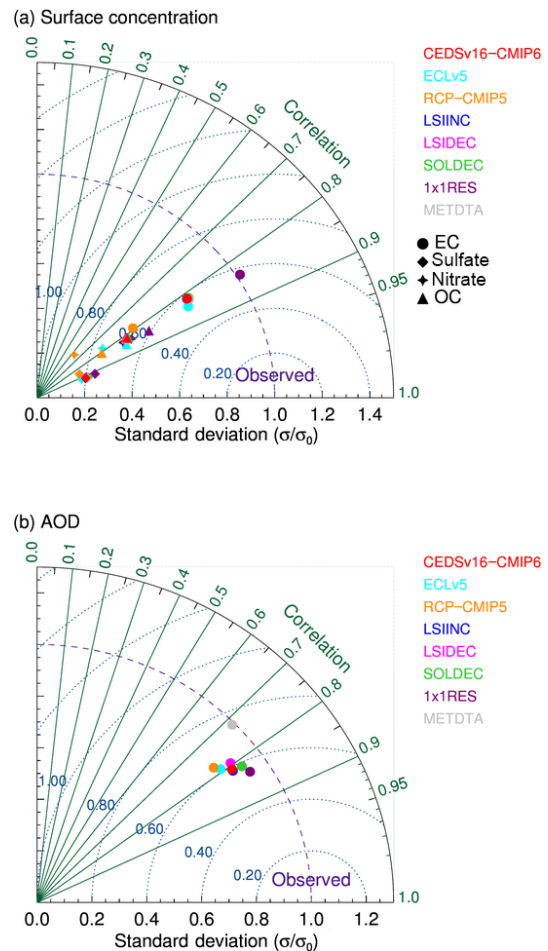 (a) Surface concentration
0.0
0.1
0.2
0.3
0.4
0.5
0.6
0.7
0.8
0.9
0.95
1.0
Correlation
CEDSv16-CMIP6
ECLv5
RCP-CMIP5
LSIINC
LSIDEC
SOLDEC
1x1RES
METDTA
EC
Sulfate
Nitrate
OC
1.00
0.80
0.60
0.40
0.20
Observed
0.0 0.2 0.4 0.6 0.8 1.0 1.2 1.4
Standard deviation (σ/σ₀)
(b) AOD
0.0
0.1
0.2
0.3
0.4
0.5
0.6
0.7
0.8
0.9
0.95
1.0
Correlation
CEDSv16-CMIP6
ECLv5
RCP-CMIP5
LSIINC
LSIDEC
SOLDEC
1x1RES
METDTA
1.00
0.80
0.60
0.40
0.20
Observed
0.0 0.2 0.4 0.6 0.8 1.0 1.2
Standard deviation (σ/σ₀)